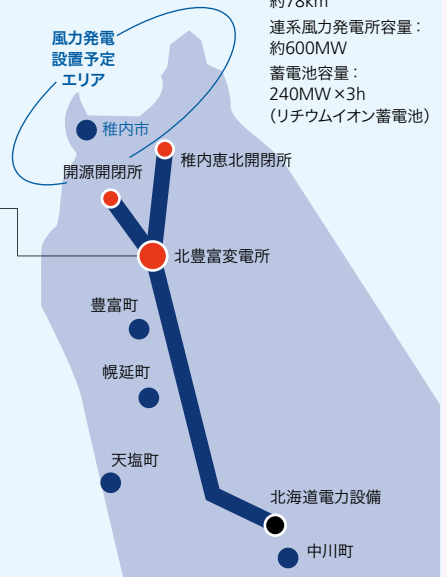 約78km
連系風力発電所容量：
約600MW
蓄電池容量：
240MW×3h
（リチウムイオン蓄電池）
風力発電
設置予定
エリア
稚内市
稚内恵北開閉所
開源開閉所
北豊富変電所
豊富町
幌延町
天塩町
北海道電力設備
中川町